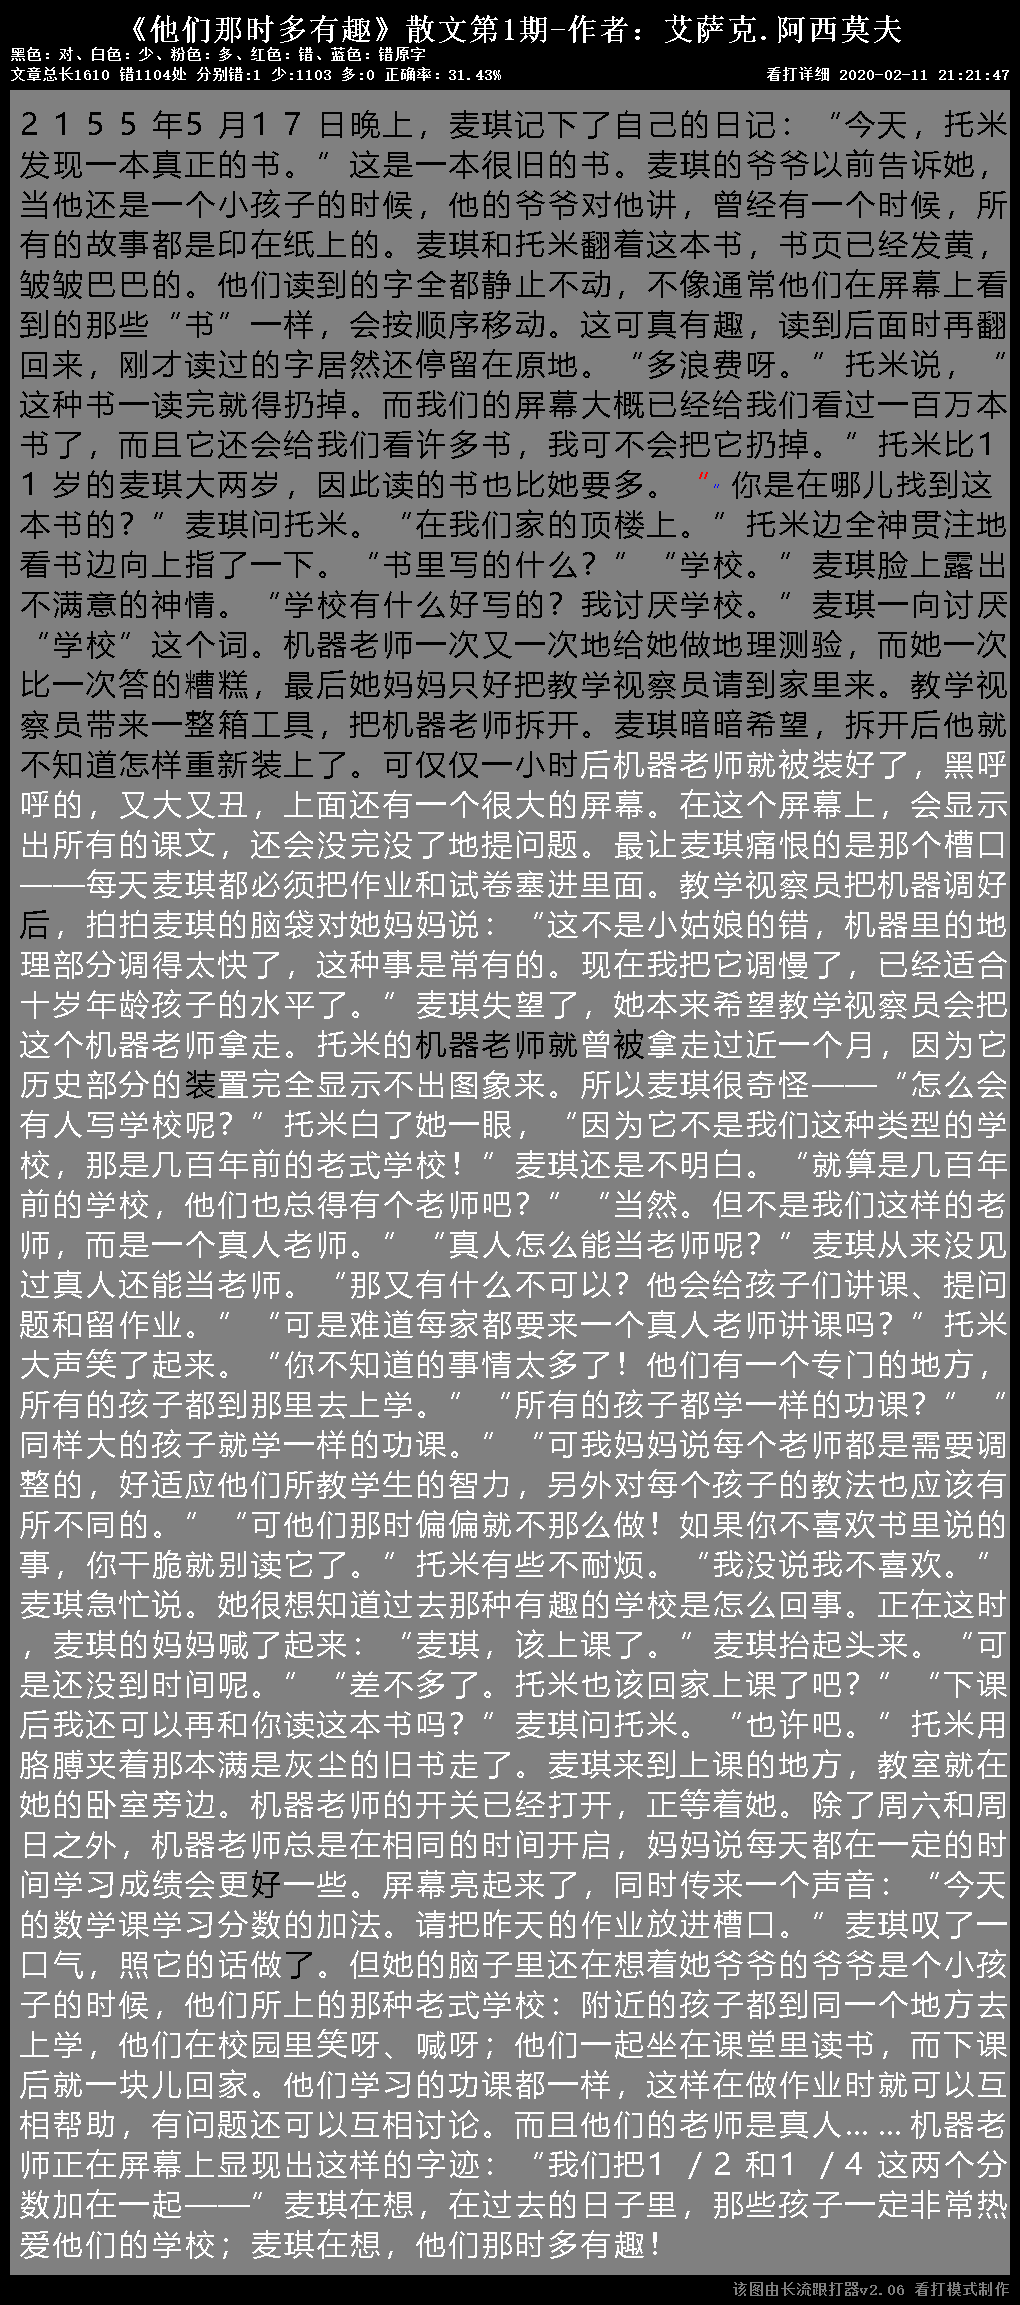 《他们那时多有趣》散文第1期-作者：艾萨克.阿西莫夫
黑色：对、白色：少、粉色：多、红色：错、蓝色：错原字
文章总长1610 错1104处 分别错:1 少:1103 多:0 正确率：31.43%
看打详细 2020-02-11 21:21:47
２１５５年５月１７日晚上，麦琪记下了自己的日记：“今天，托米
发现一本真正的书。”这是一本很旧的书。麦琪的爷爷以前告诉她，
当他还是一个小孩子的时候，他的爷爷对他讲，曾经有一个时候，所
有的故事都是印在纸上的。麦琪和托米翻着这本书，书页已经发黄，
皱皱巴巴的。他们读到的字全都静止不动，不像通常他们在屏幕上看
到的那些“书”一样，会按顺序移动。这可真有趣，读到后面时再翻
回来，刚才读过的字居然还停留在原地。“多浪费呀。”托米说，“
这种书一读完就得扔掉。而我们的屏幕大概已经给我们看过一百万本
书了，而且它还会给我们看许多书，我可不会把它扔掉。”托米比１
１岁的麦琪大两岁，因此读的书也比她要多。“”你是在哪儿找到这
本书的？”麦琪问托米。“在我们家的顶楼上。”托米边全神贯注地
看书边向上指了一下。“书里写的什么？”“学校。”麦琪脸上露出
不满意的神情。“学校有什么好写的？我讨厌学校。”麦琪一向讨厌
“学校”这个词。机器老师一次又一次地给她做地理测验，而她一次
比一次答的糟糕，最后她妈妈只好把教学视察员请到家里来。教学视
察员带来一整箱工具，把机器老师拆开。麦琪暗暗希望，拆开后他就
不知道怎样重新装上了。可仅仅一小时后机器老师就被装好了，黑呼
呼的，又大又丑，上面还有一个很大的屏幕。在这个屏幕上，会显示
出所有的课文，还会没完没了地提问题。最让麦琪痛恨的是那个槽口
——每天麦琪都必须把作业和试卷塞进里面。教学视察员把机器调好
后，拍拍麦琪的脑袋对她妈妈说：“这不是小姑娘的错，机器里的地
理部分调得太快了，这种事是常有的。现在我把它调慢了，已经适合
十岁年龄孩子的水平了。”麦琪失望了，她本来希望教学视察员会把
这个机器老师拿走。托米的机器老师就曾被拿走过近一个月，因为它
历史部分的装置完全显示不出图象来。所以麦琪很奇怪——“怎么会
有人写学校呢？”托米白了她一眼，“因为它不是我们这种类型的学
校，那是几百年前的老式学校！”麦琪还是不明白。“就算是几百年
前的学校，他们也总得有个老师吧？”“当然。但不是我们这样的老
师，而是一个真人老师。”“真人怎么能当老师呢？”麦琪从来没见
过真人还能当老师。“那又有什么不可以？他会给孩子们讲课、提问
题和留作业。”“可是难道每家都要来一个真人老师讲课吗？”托米
大声笑了起来。“你不知道的事情太多了！他们有一个专门的地方，
所有的孩子都到那里去上学。”“所有的孩子都学一样的功课？”“
同样大的孩子就学一样的功课。”“可我妈妈说每个老师都是需要调
整的，好适应他们所教学生的智力，另外对每个孩子的教法也应该有
所不同的。”“可他们那时偏偏就不那么做！如果你不喜欢书里说的
事，你干脆就别读它了。”托米有些不耐烦。“我没说我不喜欢。”
麦琪急忙说。她很想知道过去那种有趣的学校是怎么回事。正在这时
，麦琪的妈妈喊了起来：“麦琪，该上课了。”麦琪抬起头来。“可
是还没到时间呢。”“差不多了。托米也该回家上课了吧？”“下课
后我还可以再和你读这本书吗？”麦琪问托米。“也许吧。”托米用
胳膊夹着那本满是灰尘的旧书走了。麦琪来到上课的地方，教室就在
她的卧室旁边。机器老师的开关已经打开，正等着她。除了周六和周
日之外，机器老师总是在相同的时间开启，妈妈说每天都在一定的时
间学习成绩会更好一些。屏幕亮起来了，同时传来一个声音：“今天
的数学课学习分数的加法。请把昨天的作业放进槽口。”麦琪叹了一
口气，照它的话做了。但她的脑子里还在想着她爷爷的爷爷是个小孩
子的时候，他们所上的那种老式学校：附近的孩子都到同一个地方去
上学，他们在校园里笑呀、喊呀；他们一起坐在课堂里读书，而下课
后就一块儿回家。他们学习的功课都一样，这样在做作业时就可以互
相帮助，有问题还可以互相讨论。而且他们的老师是真人……机器老
师正在屏幕上显现出这样的字迹：“我们把１／２和１／４这两个分
数加在一起——”麦琪在想，在过去的日子里，那些孩子一定非常热
爱他们的学校；麦琪在想，他们那时多有趣！
该图由长流跟打器v2.06 看打模式制作